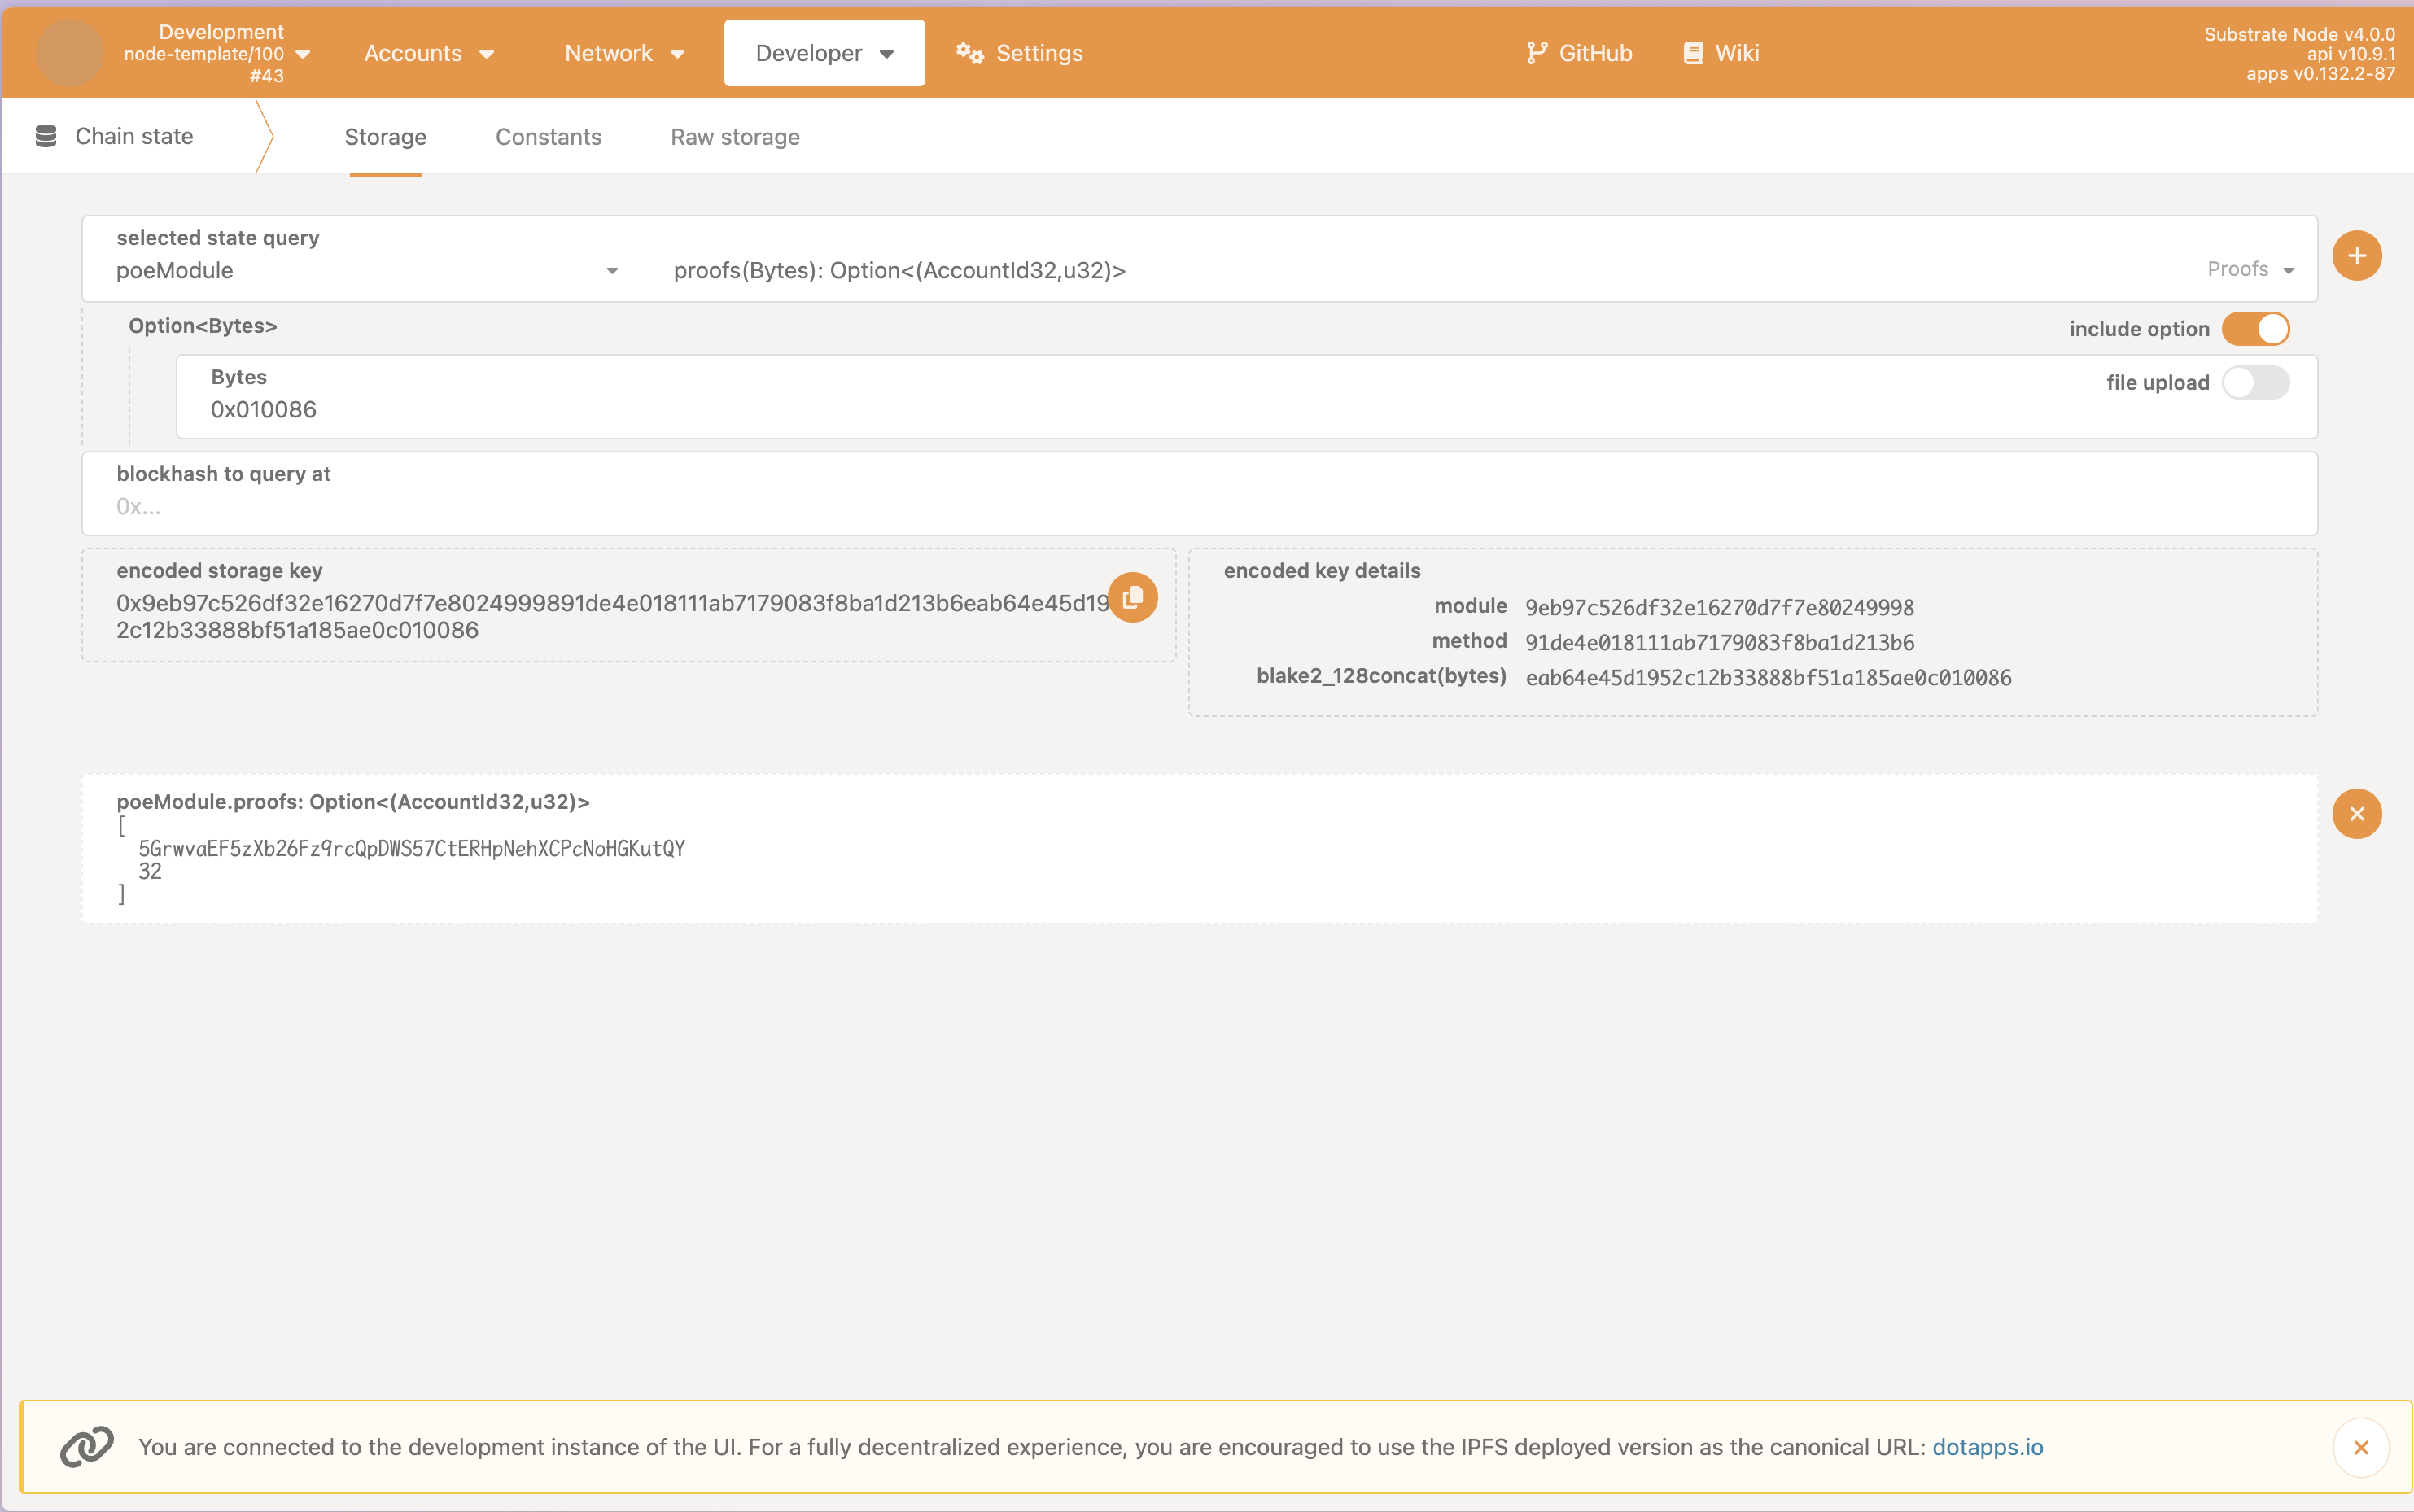 Development
node-template/100
#43
Accounts
Network
Developer
Settings
GitHub
Wiki
Substrate Node v4.0.0
api v10.9.1
apps v0.132.2-87
Chain state
Storage
Constants
Raw storage
selected state query
poeModule
proofs(Bytes): Option<(AccountId32,u32)>
Proofs
Option<Bytes>
include option
Bytes
0x010086
file upload
blockhash to query at
0x...
encoded storage key
0x9eb97c526df32e16270d7f7e8024999891de4e018111ab7179083f8ba1d213b6eab64e45d19
2c12b33888bf51a185ae0c010086
encoded key details
module 9eb97c526df32e16270d7f7e80249998
method 91de4e018111ab7179083f8ba1d213b6
blake2_128concat(bytes) eab64e45d1952c12b33888bf51a185ae0c010086
poeModule.proofs: Option<(AccountId32,u32)>
[
5GrwvaEF5zXb26Fz9rcQpDWS57CtERHpNehXCPcNoHGKutQY
32
]
You are connected to the development instance of the UI. For a fully decentralized experience, you are encouraged to use the IPFS deployed version as the canonical URL: dotapps.io